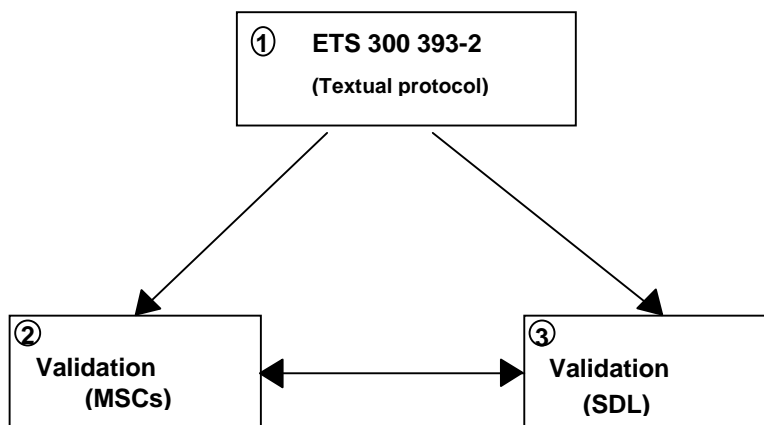 ① ETS 300 393-2
(Textual protocol)
②
Validation
(MSCs)
③
Validation
(SDL)